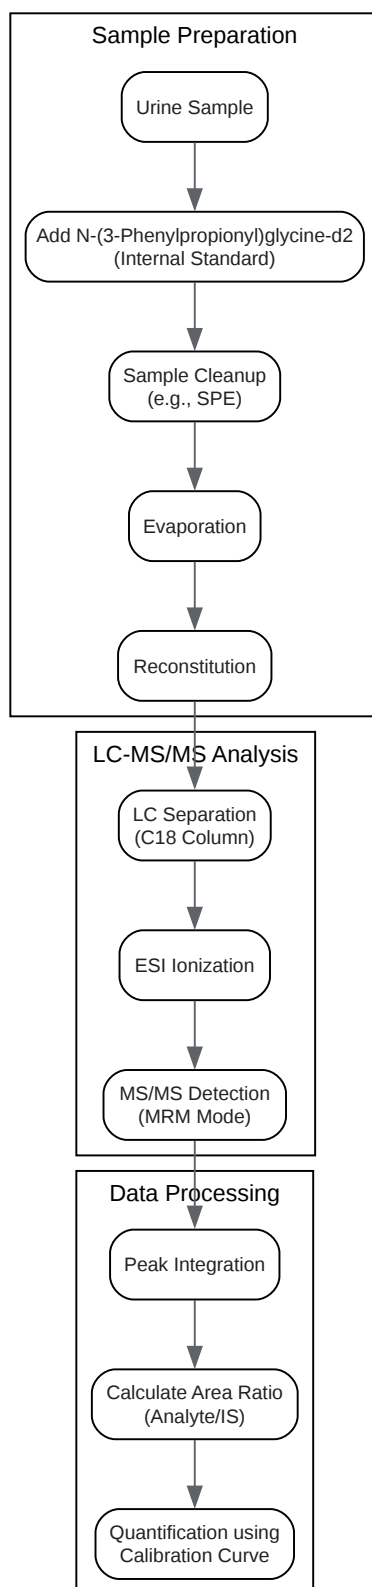 Sample Preparation
Urine Sample
Add N-(3-Phenylpropionyl)glycine-d2
(Internal Standard)
Sample Cleanup
(e.g., SPE)
Evaporation
Reconstitution
LC-MS/MS Analysis
LC Separation
(C18 Column)
ESI Ionization
MS/MS Detection
(MRM Mode)
Data Processing
Peak Integration
Calculate Area Ratio
(Analyte/IS)
Quantification using
Calibration Curve